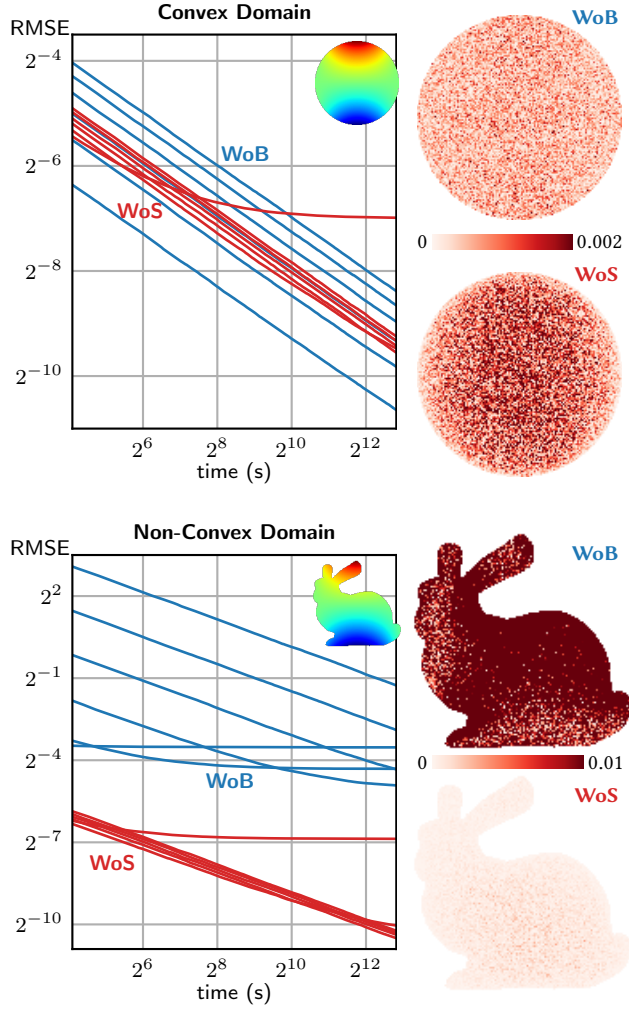 Convex Domain
RMSE
2^-4
2^-6
2^-8
2^-10
WoB
WoS
2^6
2^8
2^10
2^12
time (s)
WoB
0
0.002
WoS
Non-Convex Domain
RMSE
2^2
2^-1
2^-4
2^-7
2^-10
WoB
WoS
2^6
2^8
2^10
2^12
time (s)
WoB
0
0.01
WoS